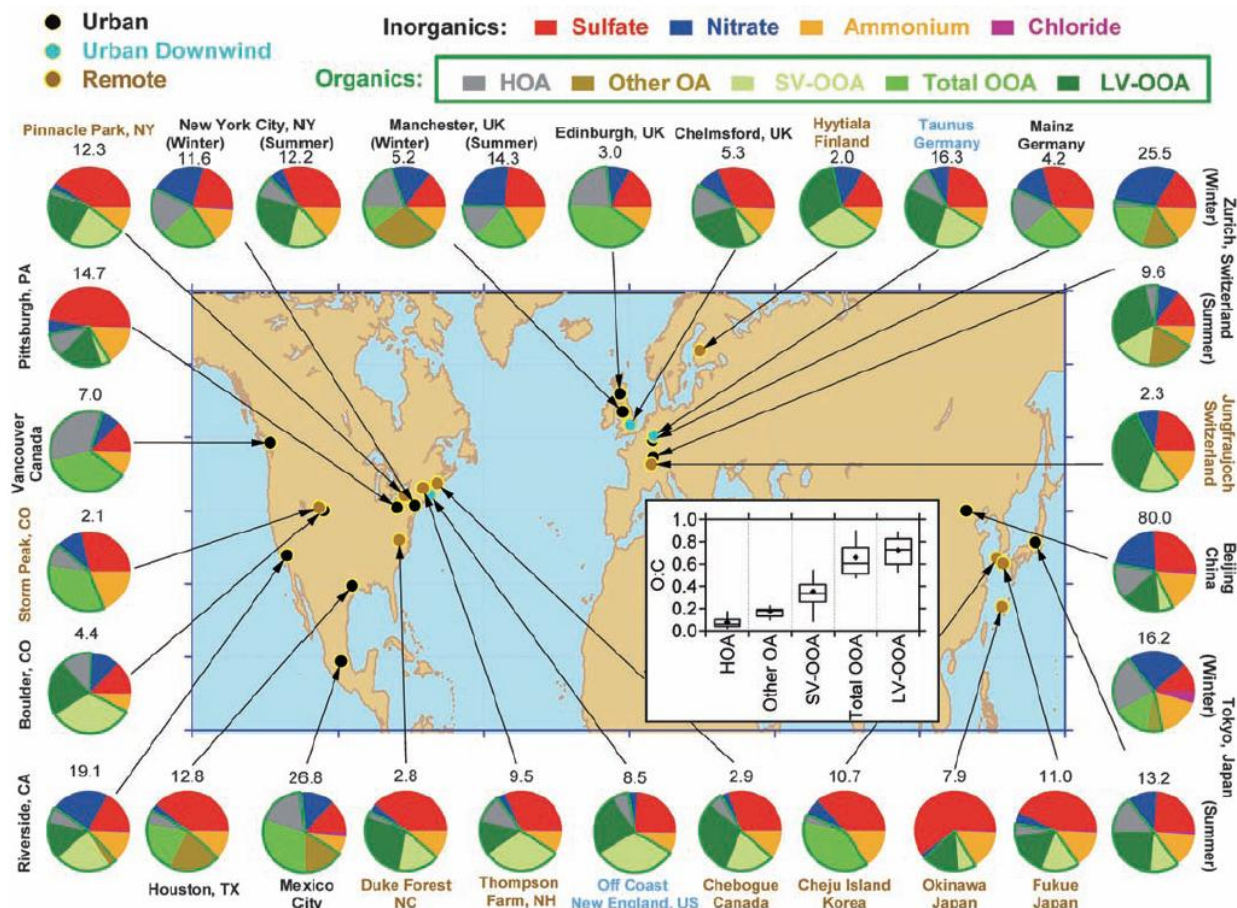 Urban
Urban Downwind
Remote
Inorganics: Sulfate Nitrate Ammonium Chloride
Organics: HOA Other OA SV-OOA Total OOA LV-OOA
Pinnacle Park, NY
12.3
New York City, NY
(Winter) (Summer)
11.6 12.2
Manchester, UK
(Winter) (Summer)
5.2 14.3
Edinburgh, UK
3.0
Chelmsford, UK
5.3
Hyytiala
Finland
2.0
Taunus
Germany
16.3
Mainz
Germany
4.2
25.5
Zurich, Switzerland
(Winter)
9.6
(Summer)
Pittsburgh, PA
14.7
Vancouver
Canada
7.0
Storm Peak, CO
2.1
Boulder, CO
4.4
Riverside, CA
19.1
2.3
Jungfraujoch
Switzerland
80.0
Beijing
China
16.2
Tokyo, Japan
(Winter)
13.2
(Summer)
O:C
1.0
0.8
0.6
0.4
0.2
0.0
HOA
Other OA
SV-OOA
Total OOA
LV-OOA
12.8
Houston, TX
26.8
Mexico
City
2.8
Duke Forest
NC
9.5
Thompson
Farm, NH
8.5
Off Coast
New England, US
2.9
Chebogue
Canada
10.7
Cheju Island
Korea
7.9
Okinawa
Japan
11.0
Fukue
Japan